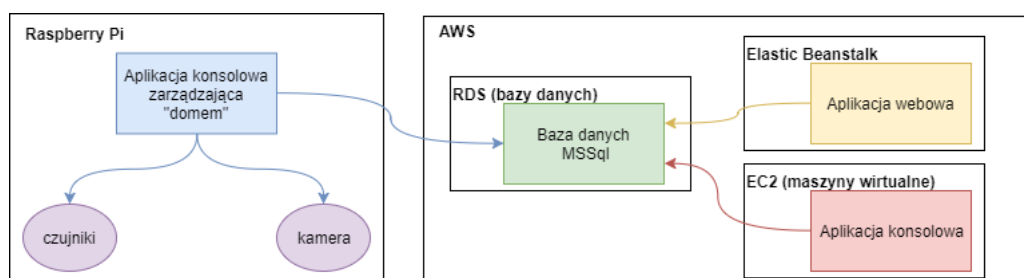 Raspberry Pi
Aplikacja konsolowa
zarządzająca
"domem"
czujniki
kamera
AWS
RDS (bazy danych)
Baza danych
MSSql
Elastic Beanstalk
Aplikacja webowa
EC2 (maszyny wirtualne)
Aplikacja konsolowa